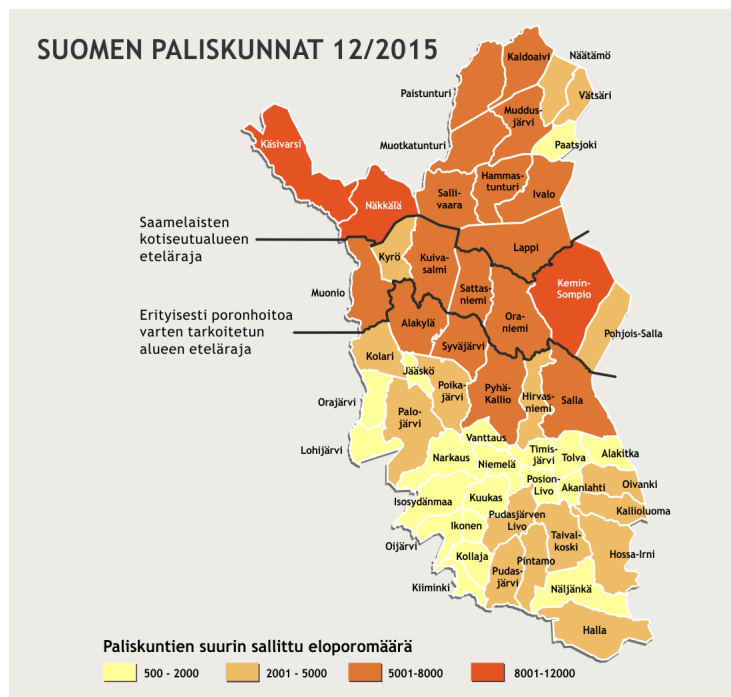 SUOMEN PALISKUNNAT 12/2015
Kaldoaivi
Näätämö
Paistunturi
Vätsäri
Muddus-
järvi
Käsivarsi
Muotkatunturi
Paatsjoki
Hammas-
tunturi
Salli-
vaara
Ivalo
Näkkälä
Saamelaisten
kotiseutualueen
eteläraja
Lappi
Kyrö
Kuiva-
salmi
Muonio
Sattas-
niemi
Kemin-
Sompio
Erityisesti poronhoitoa
varten tarkoitetun
alueen eteläraja
Alakylä
Ora-
niemi
Pohjois-Salla
Syväjärvi
Kolari
Jääskö
Poika-
järvi
Pyhä-
Kallio
Hirvas-
niemi
Salla
Orajärvi
Palo-
järvi
Lohijärvi
Vanttaus
Narkaus
Niemelä
Timis-
järvi
Tolva
Alakitka
Posion-
Livo
Akanlahti
Oivanki
Isosydänmaa
Kuukas
Kallioluoma
Pudasjärven
Livo
Ikonen
Oijärvi
Taival-
koski
Kollaja
Hossa-Irni
Pintamo
Pudas-
järvi
Kiiminki
Näljänkä
Halla
Paliskuntien suurin sallittu eloporomäärä
500 - 2000
2001 - 5000
5001-8000
8001-12000